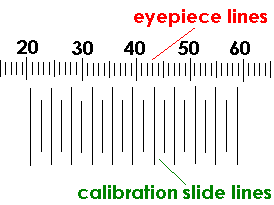 eyepiece lines
20 30 40 50 60
calibration slide lines